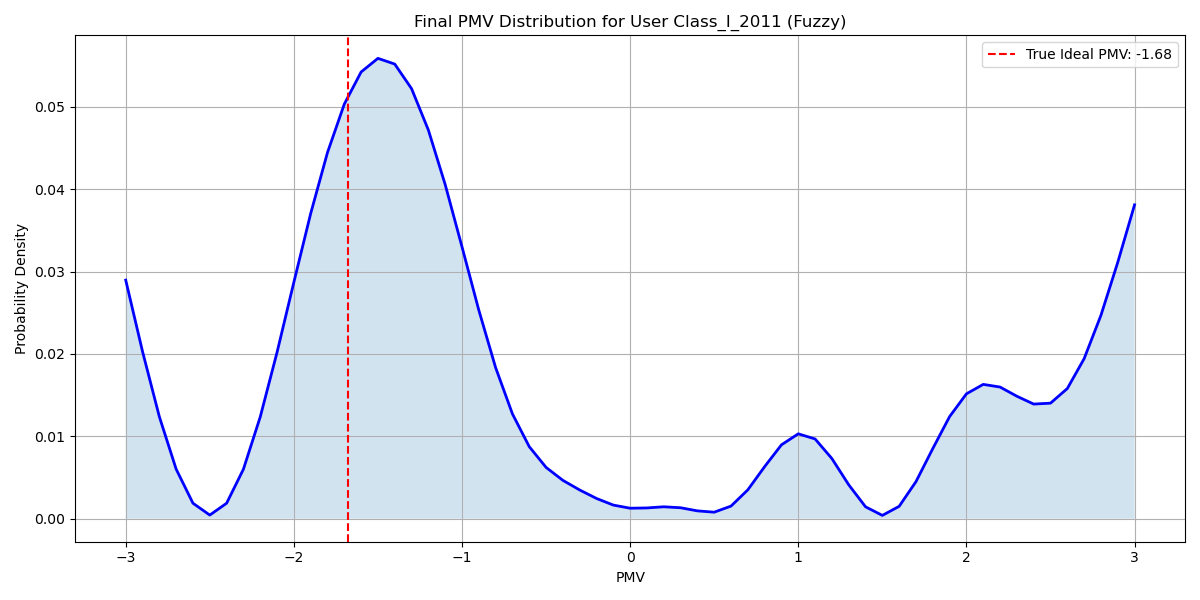 Final PMV Distribution for User Class_I_2011 (Fuzzy)
True Ideal PMV: -1.68
Probability Density
0.05
0.04
0.03
0.02
0.01
0.00
−3 −2 −1 0 1 2 3
PMV